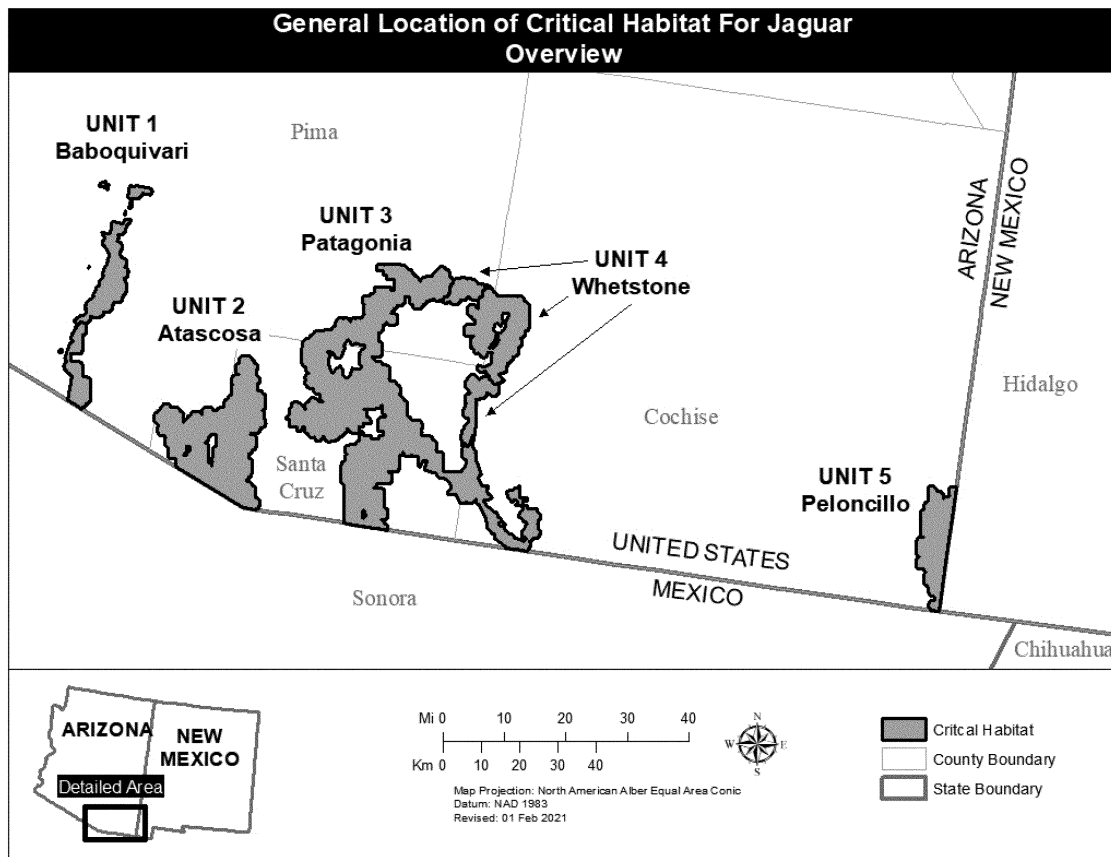 General Location of Critical Habitat For Jaguar
Overview
UNIT 1
Baboquivari
Pima
UNIT 3
Patagonia
UNIT 4
Whetstone
UNIT 2
Atascosa
ARIZONA
NEW MEXICO
Hidalgo
Cochise
Santa
Cruz
UNIT 5
Peloncillo
UNITED STATES
MEXICO
Sonora
Chihuahua
ARIZONA
NEW
MEXICO
Detailed Area
Mi 0 10 20 30 40
Km 0 10 20 30 40
N
W E
S
Map Projection: North American Alber Equal Area Conic
Datum: NAD 1983
Revised: 01 Feb 2021
Critcal Habitat
County Boundary
State Boundary